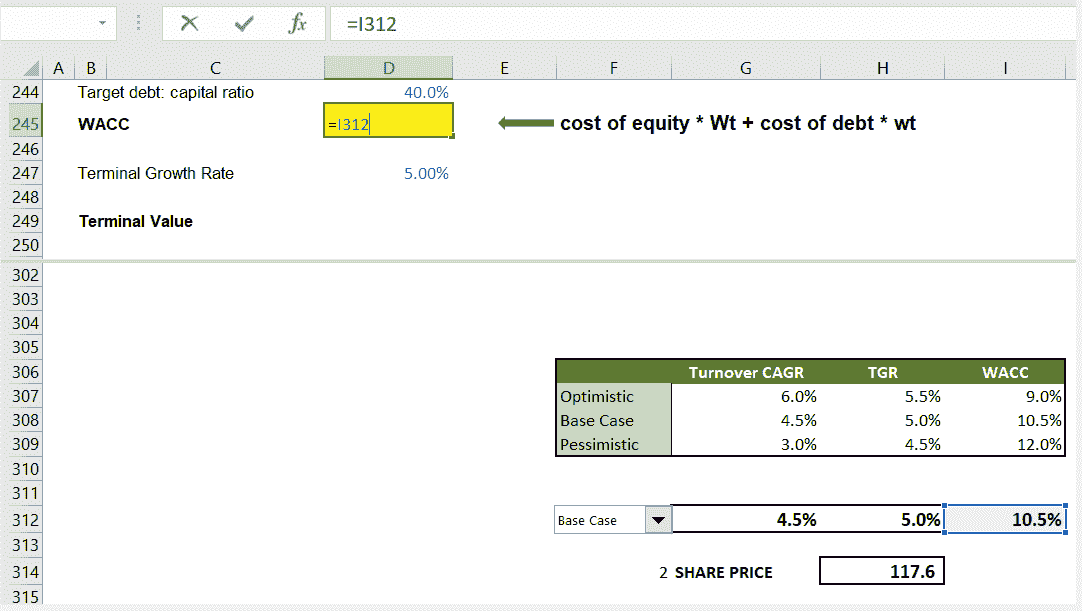 =I312
A B C D E F G H I
244 Target debt: capital ratio 40.0%
245 WACC =I312 cost of equity * Wt + cost of debt * wt
246
247 Terminal Growth Rate 5.00%
248
249 Terminal Value
250
302
303
304
305
306 Turnover CAGR TGR WACC
307 Optimistic 6.0% 5.5% 9.0%
308 Base Case 4.5% 5.0% 10.5%
309 Pessimistic 3.0% 4.5% 12.0%
310
311
312 Base Case 4.5% 5.0% 10.5%
313
314 2 SHARE PRICE 117.6
315